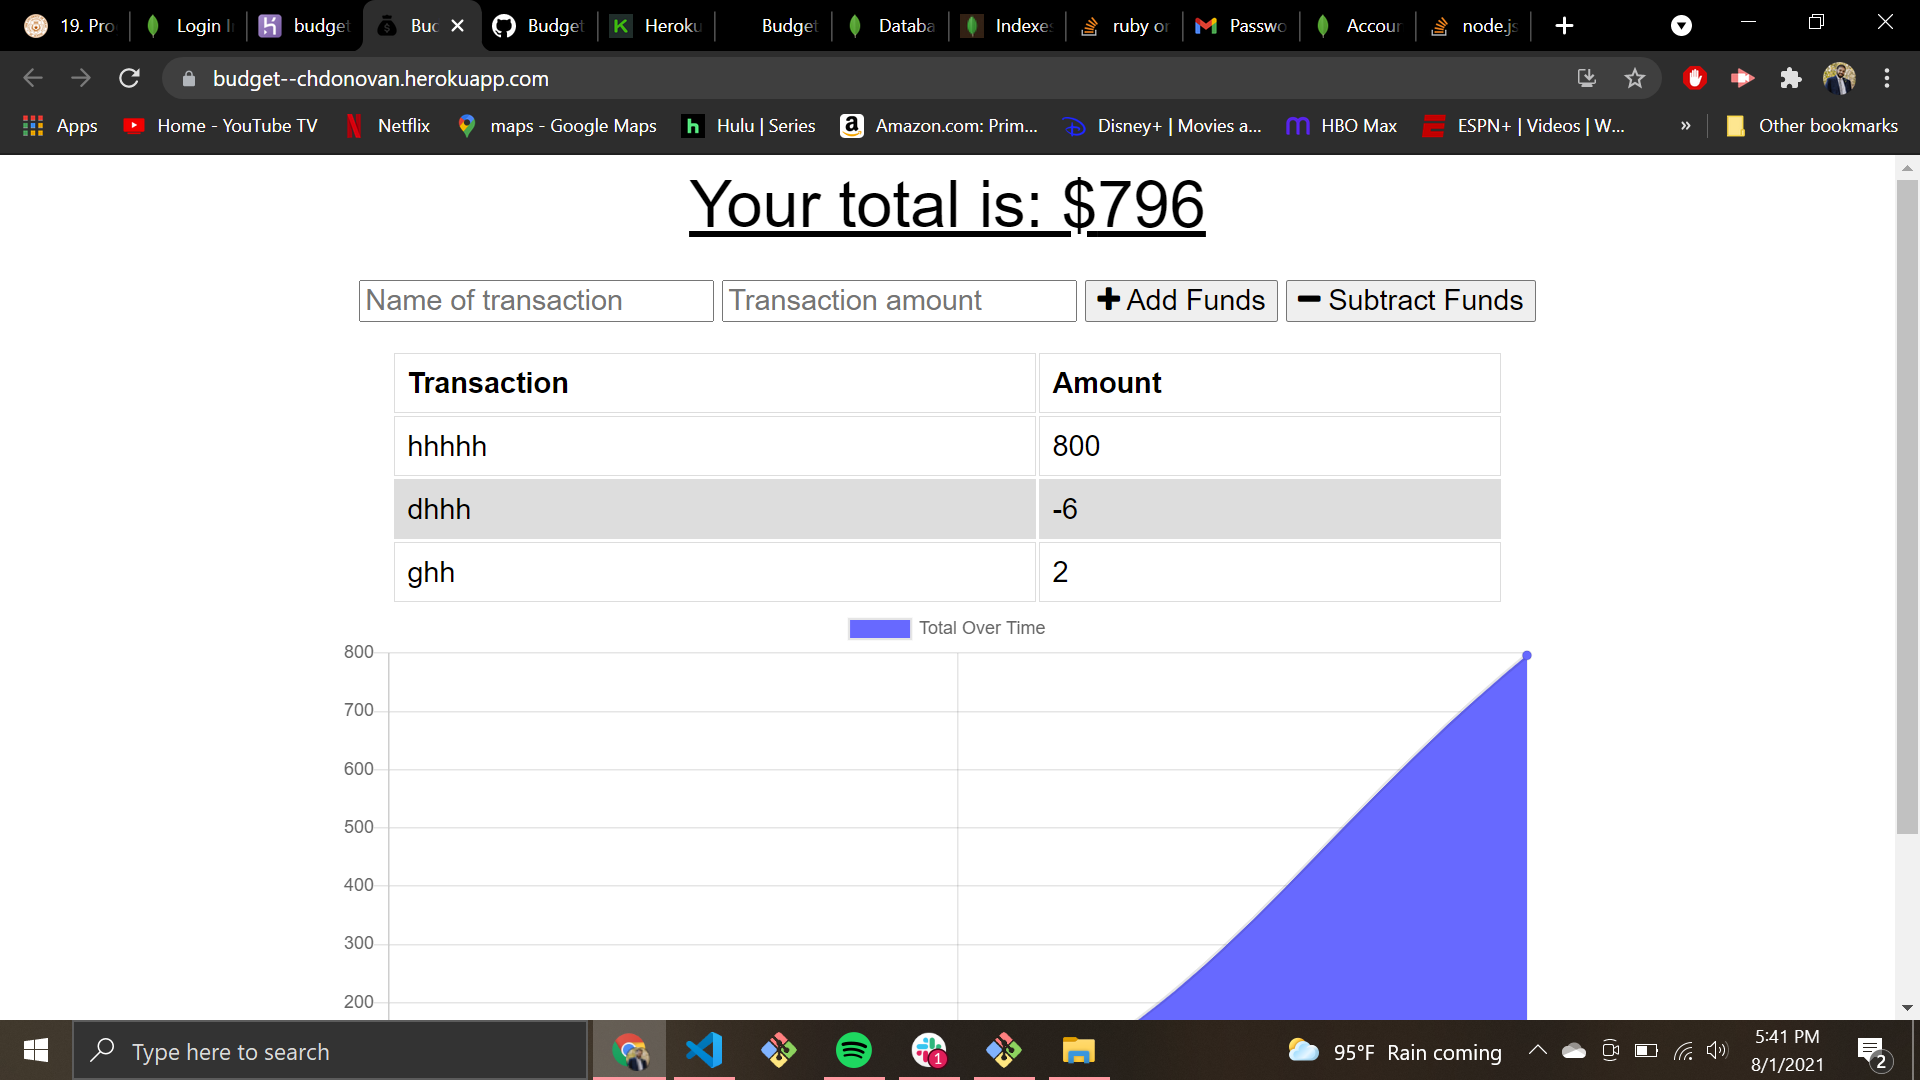 19. Pro
Login I
budget
Bud
Budget
Heroku
Budget
Databa
Indexes
ruby or
Passwo
Accoun
node.js
budget--chdonovan.herokuapp.com
Apps
Home - YouTube TV
Netflix
maps - Google Maps
Hulu | Series
Amazon.com: Prim...
Disney+ | Movies a...
HBO Max
ESPN+ | Videos | W...
»
Other bookmarks
Your total is: $796
Name of transaction
Transaction amount
Add Funds
Subtract Funds
Transaction Amount
hhhhh 800
dhhh -6
ghh 2
Total Over Time
800
700
600
500
400
300
200
Type here to search
1
95°F Rain coming
5:41 PM
8/1/2021
2